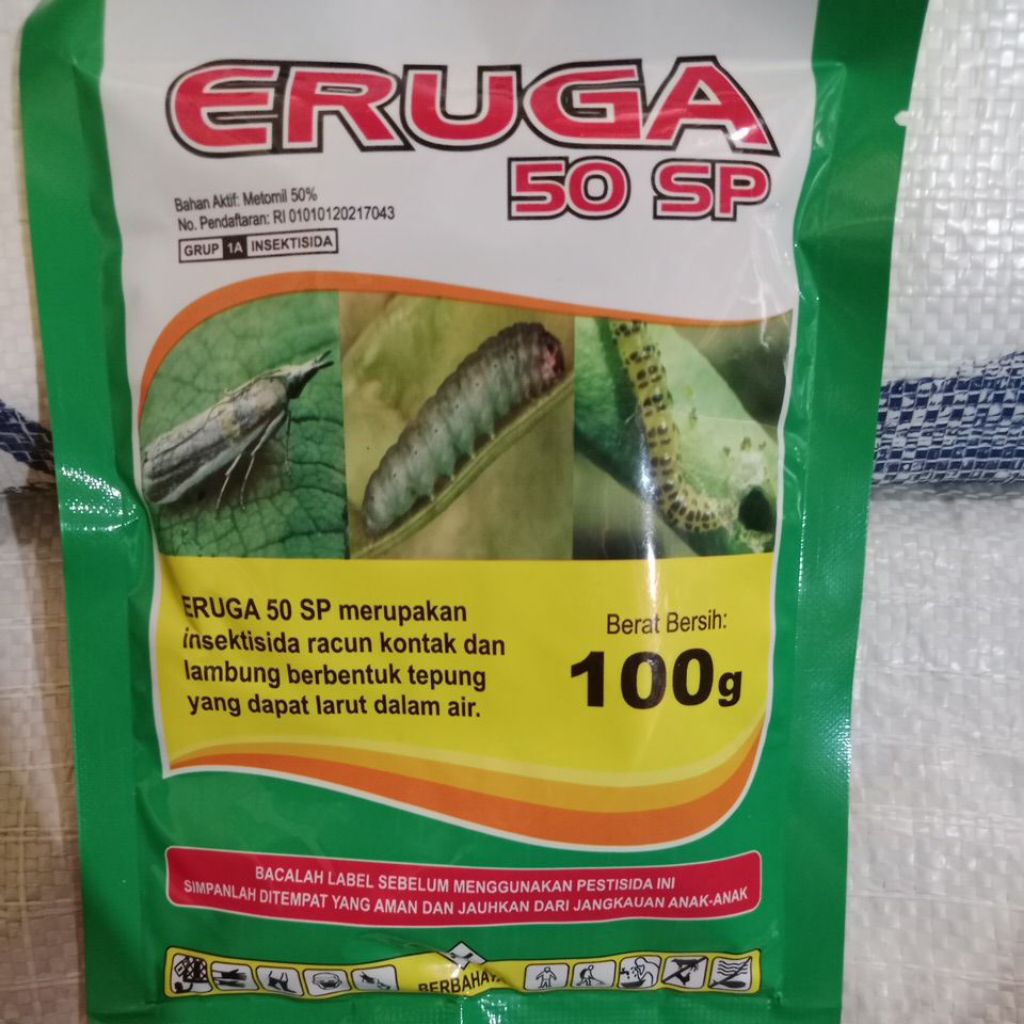 ERUGA
50 SP
Bahan Aktif: Metomil 50%
No. Pendaftaran: RI 01010120217043
GRUP 1A INSEKTISIDA
ERUGA 50 SP merupakan
insektisida racun kontak dan
lambung berbentuk tepung
yang dapat larut dalam air.
Berat Bersih:
100g
BACALAH LABEL SEBELUM MENGGUNAKAN PESTISIDA INI
SIMPANLAH DITEMPAT YANG AMAN DAN JAUHKAN DARI JANGKAUAN ANAK-ANAK
BERBAHAYA